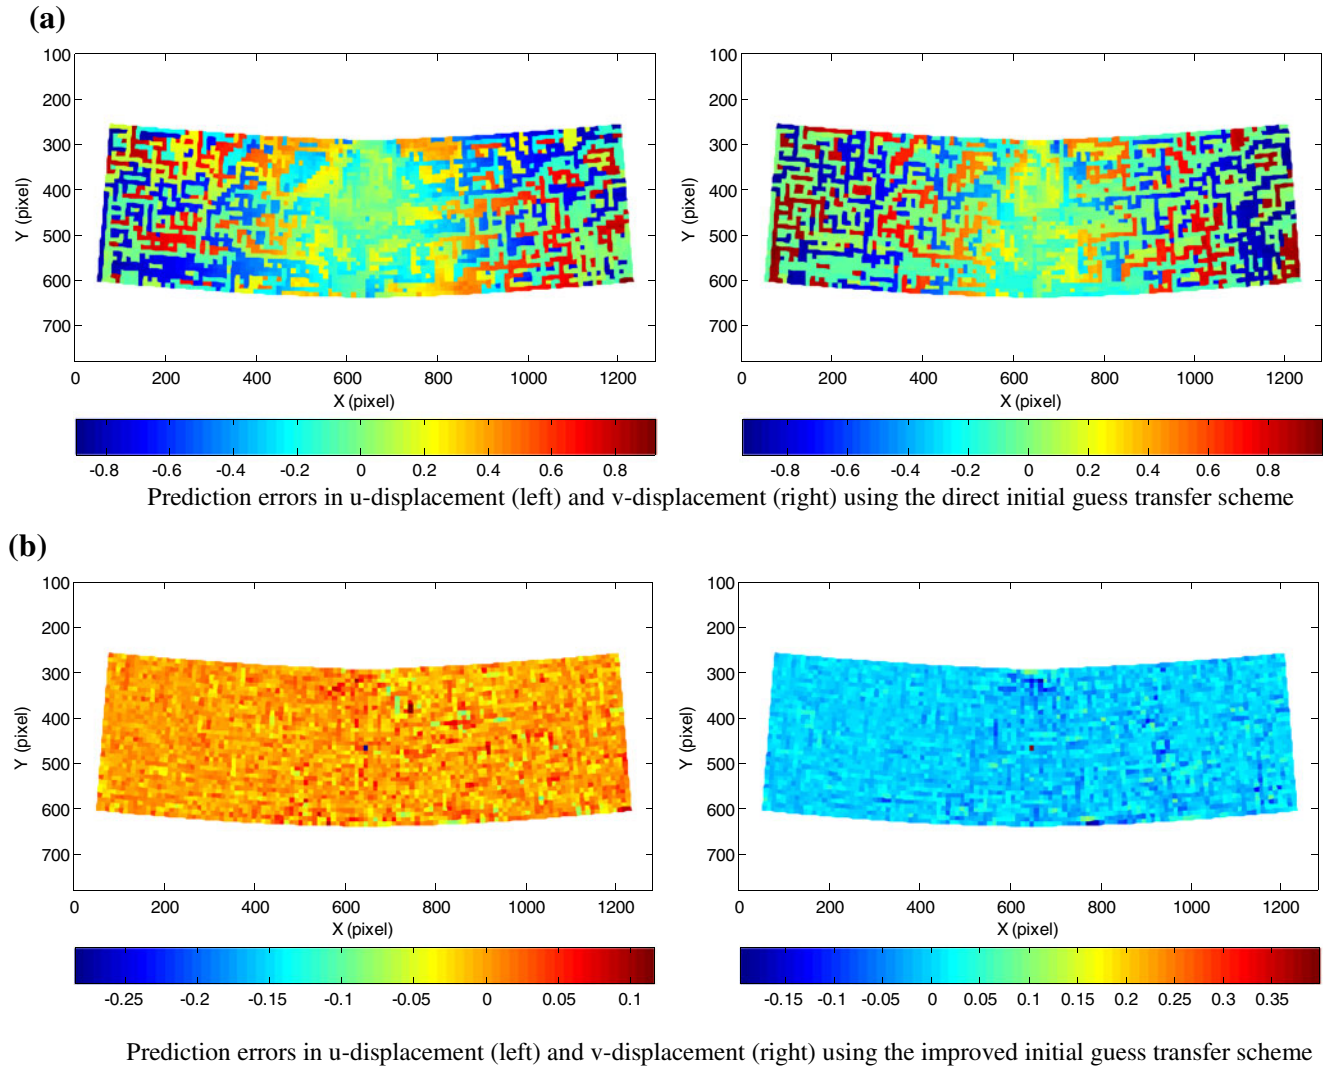 (a)
100 100
200 200
300 300
400 400
500 500
600 600
700 700
Y (pixel) Y (pixel)
0 200 400 600 800 1000 1200 0 200 400 600 800 1000 1200
X (pixel) X (pixel)
-0.8 -0.6 -0.4 -0.2 0 0.2 0.4 0.6 0.8 -0.8 -0.6 -0.4 -0.2 0 0.2 0.4 0.6 0.8
Prediction errors in u-displacement (left) and v-displacement (right) using the direct initial guess transfer scheme
(b)
100 100
200 200
300 300
400 400
500 500
600 600
700 700
Y (pixel) Y (pixel)
0 200 400 600 800 1000 1200 0 200 400 600 800 1000 1200
X (pixel) X (pixel)
-0.25 -0.2 -0.15 -0.1 -0.05 0 0.05 0.1 -0.15 -0.1 -0.05 0 0.05 0.1 0.15 0.2 0.25 0.3 0.35
Prediction errors in u-displacement (left) and v-displacement (right) using the improved initial guess transfer scheme